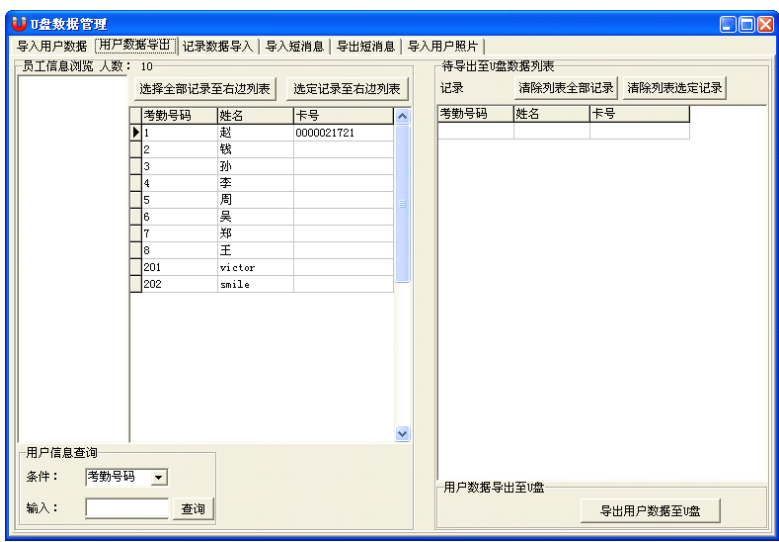 U盘数据管理
导入用户数据 用户数据导出 记录数据导入 导入短消息 导出短消息 导入用户照片
员工信息浏览 人数: 10
选择全部记录至右边列表 选定记录至右边列表
考勤号码 姓名 卡号
1 赵 0000021721
2 钱
3 孙
4 李
5 周
6 吴
7 郑
8 王
201 victor
202 smile
用户信息查询
条件： 考勤号码
输入： 查询
待导出至U盘数据列表
记录 清除列表全部记录 清除列表选定记录
考勤号码 姓名 卡号
用户数据导出至U盘
导出用户数据至U盘